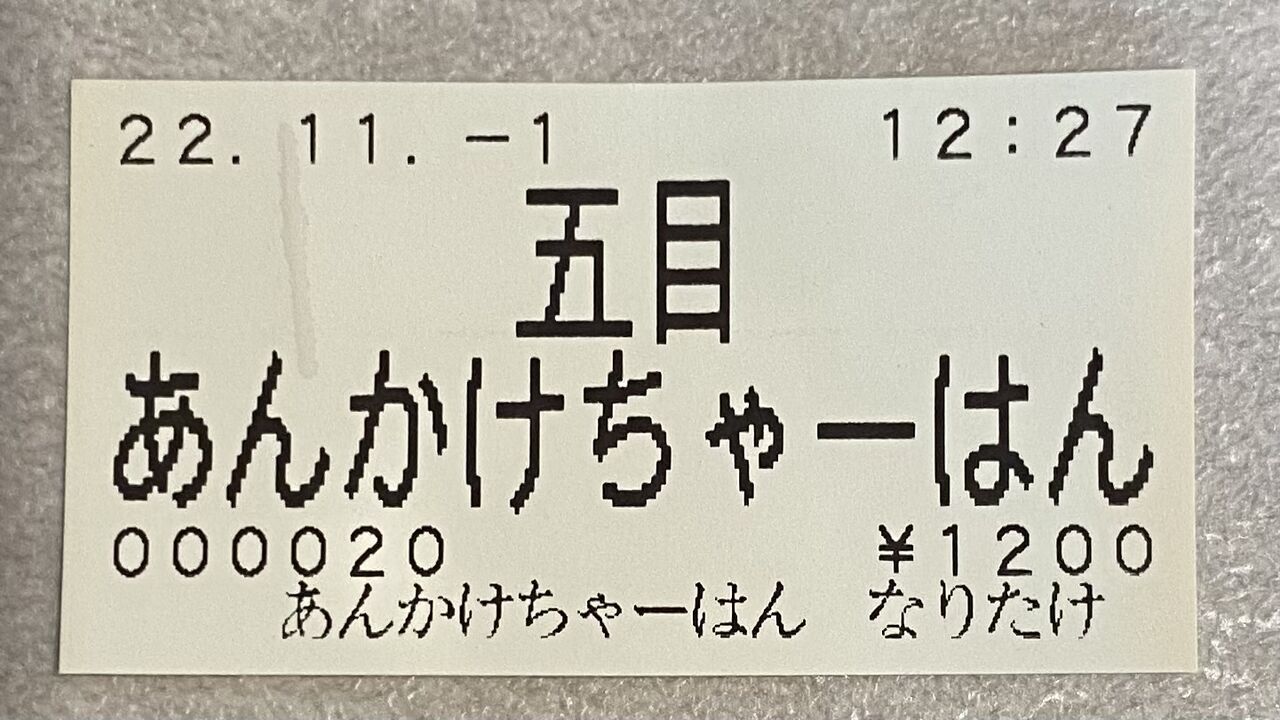 22.11.-1 12:27
五目
あんかけちゃーはん
000020 ¥1200
あんかけちゃーはん なりたけ